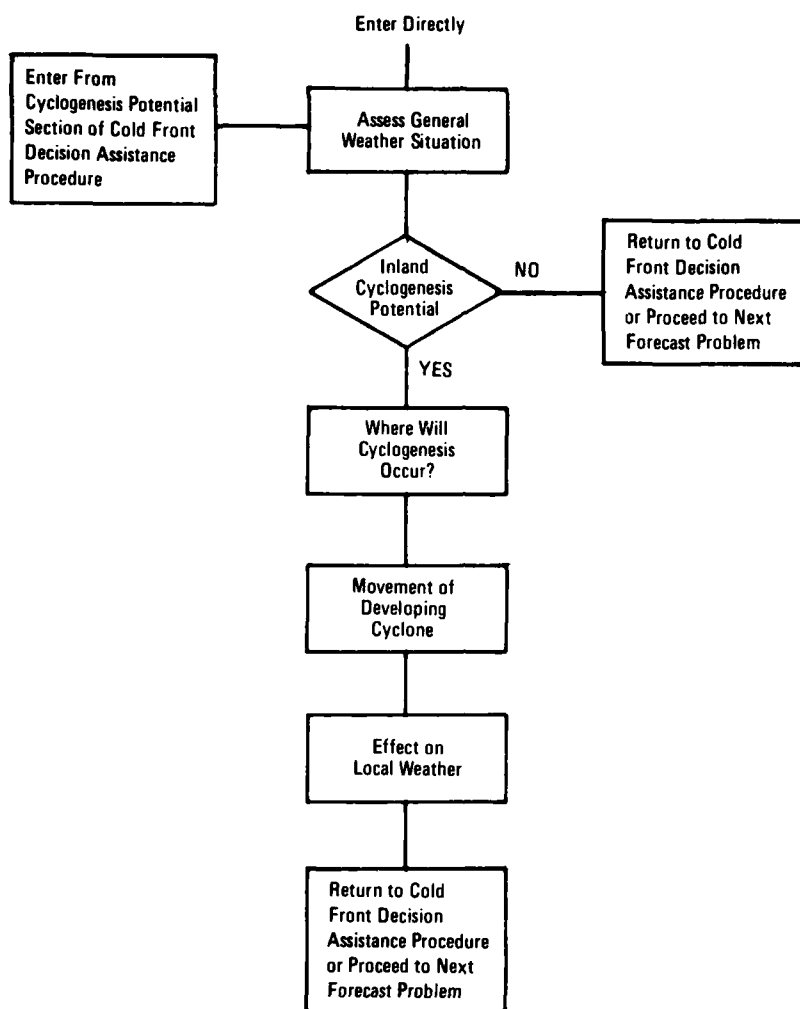 Enter Directly
Enter From
Cyclogenesis Potential
Section of Cold Front
Decision Assistance
Procedure
Assess General
Weather Situation
Inland
Cyclogenesis
Potential
NO
Return to Cold
Front Decision
Assistance Procedure
or Proceed to Next
Forecast Problem
YES
Where Will
Cyclogenesis
Occur?
Movement of
Developing
Cyclone
Effect on
Local Weather
Return to Cold
Front Decision
Assistance Procedure
or Proceed to Next
Forecast Problem